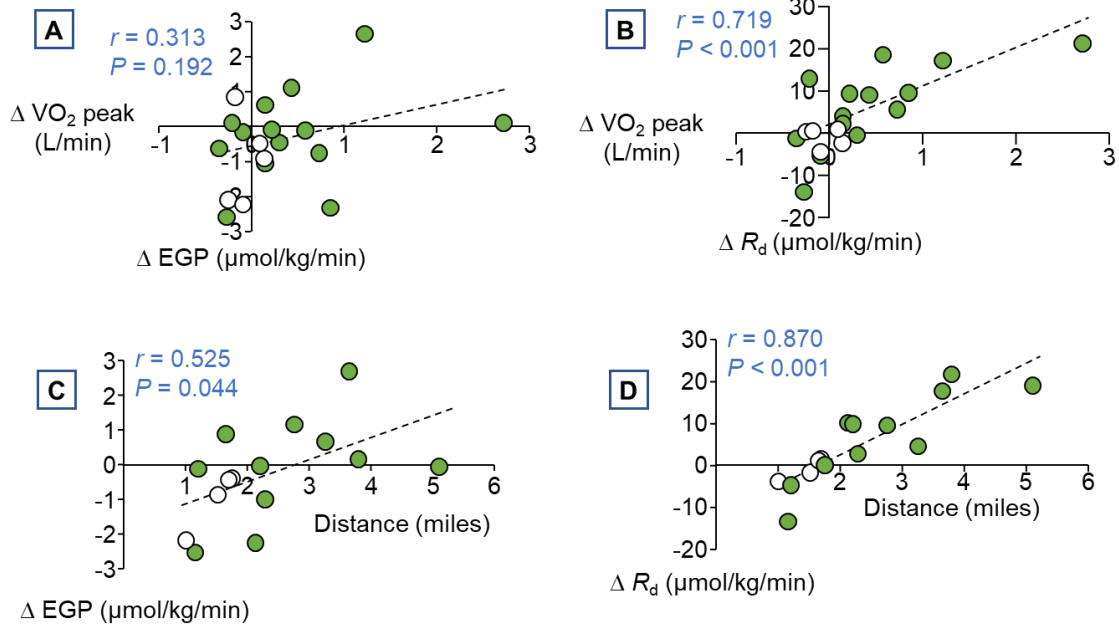 A
r = 0.313
P = 0.192
Δ VO2 peak
(L/min)
3
2
1
-1
-3
-1
1
2
3
Δ EGP (µmol/kg/min)
B
r = 0.719
P < 0.001
Δ VO2 peak
(L/min)
30
20
10
-10
-20
-1
0
1
2
3
Δ Rd (µmol/kg/min)
C
r = 0.525
P = 0.044
3
2
1
0
-1
-2
-3
1
2
3
4
5
6
Distance (miles)
Δ EGP (µmol/kg/min)
D
r = 0.870
P < 0.001
30
20
10
0
-10
-20
2
3
4
5
6
Distance (miles)
Δ Rd (µmol/kg/min)